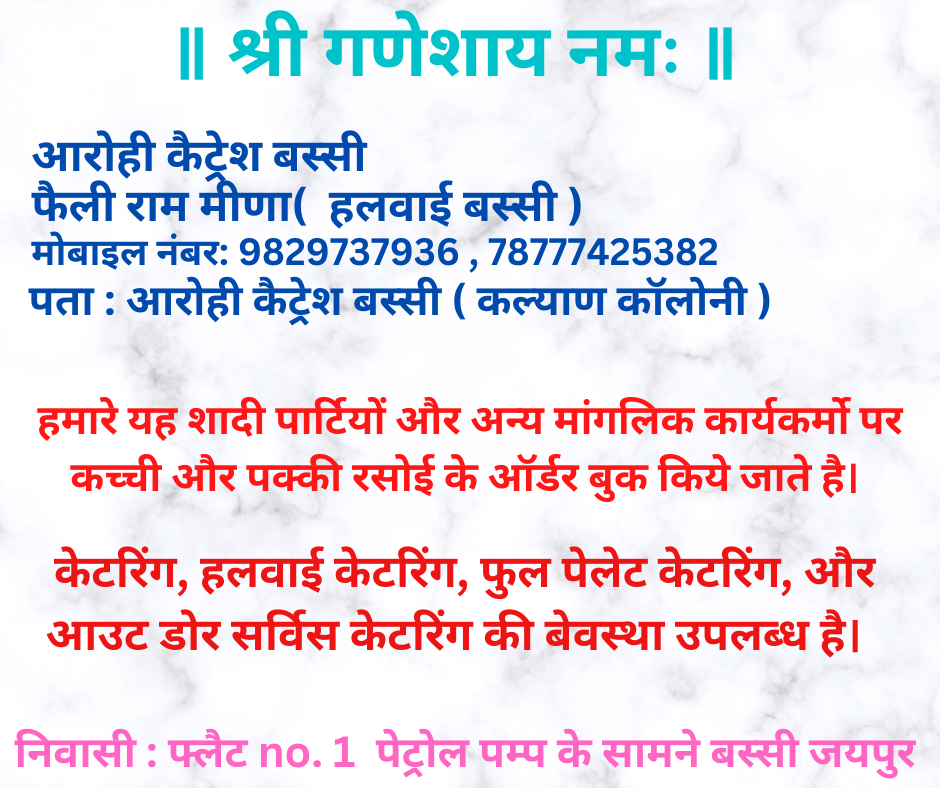 ॥ श्री गणेशाय नमः ॥
आरोही कैट्रेश बस्सी
फैली राम मीणा(  हलवाई बस्सी )
मोबाइल नंबर: 9829737936 , 78777425382
पता : आरोही कैट्रेश बस्सी ( कल्याण कॉलोनी )
हमारे यह शादी पार्टियों और अन्य मांगलिक कार्यकर्मो पर
कच्ची और पक्की रसोई के ऑर्डर बुक किये जाते है।
केटरिंग, हलवाई केटरिंग, फुल पेलेट केटरिंग, और
आउट डोर सर्विस केटरिंग की बेवस्था उपलब्ध है।
निवासी : फ्लैट no. 1  पेट्रोल पम्प के सामने बस्सी जयपुर